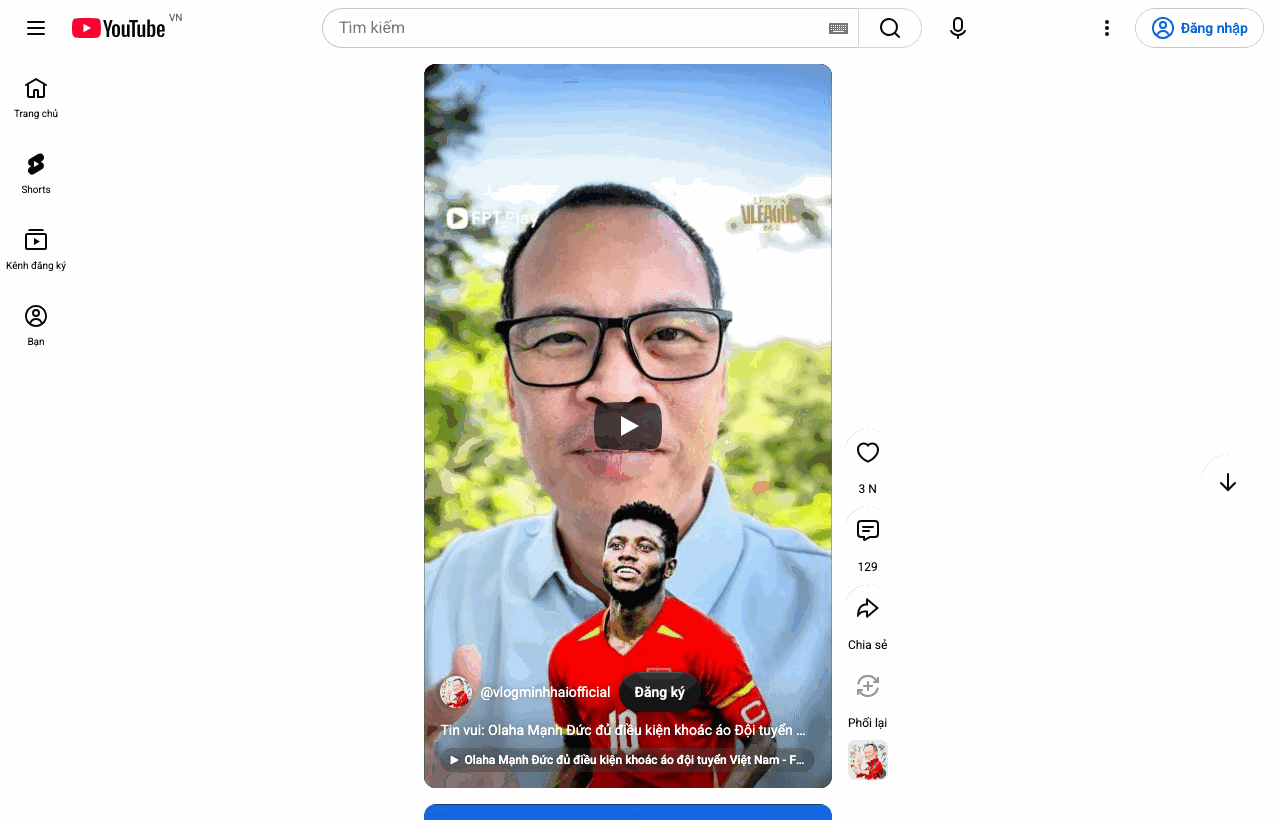 YouTube VN
Tìm kiếm
Đăng nhập
Trang chủ
Shorts
Kênh đăng ký
Bạn
FPT Play
VLEAGUE
3 N
129
Chia sẻ
Phối lại
10
C
@vlogminhhaiofficial
Đăng ký
Tin vui: Olaha Mạnh Đức đủ điều kiện khoác áo Đội tuyển ...
Olaha Mạnh Đức đủ điều kiện khoác áo đội tuyển Việt Nam - F...